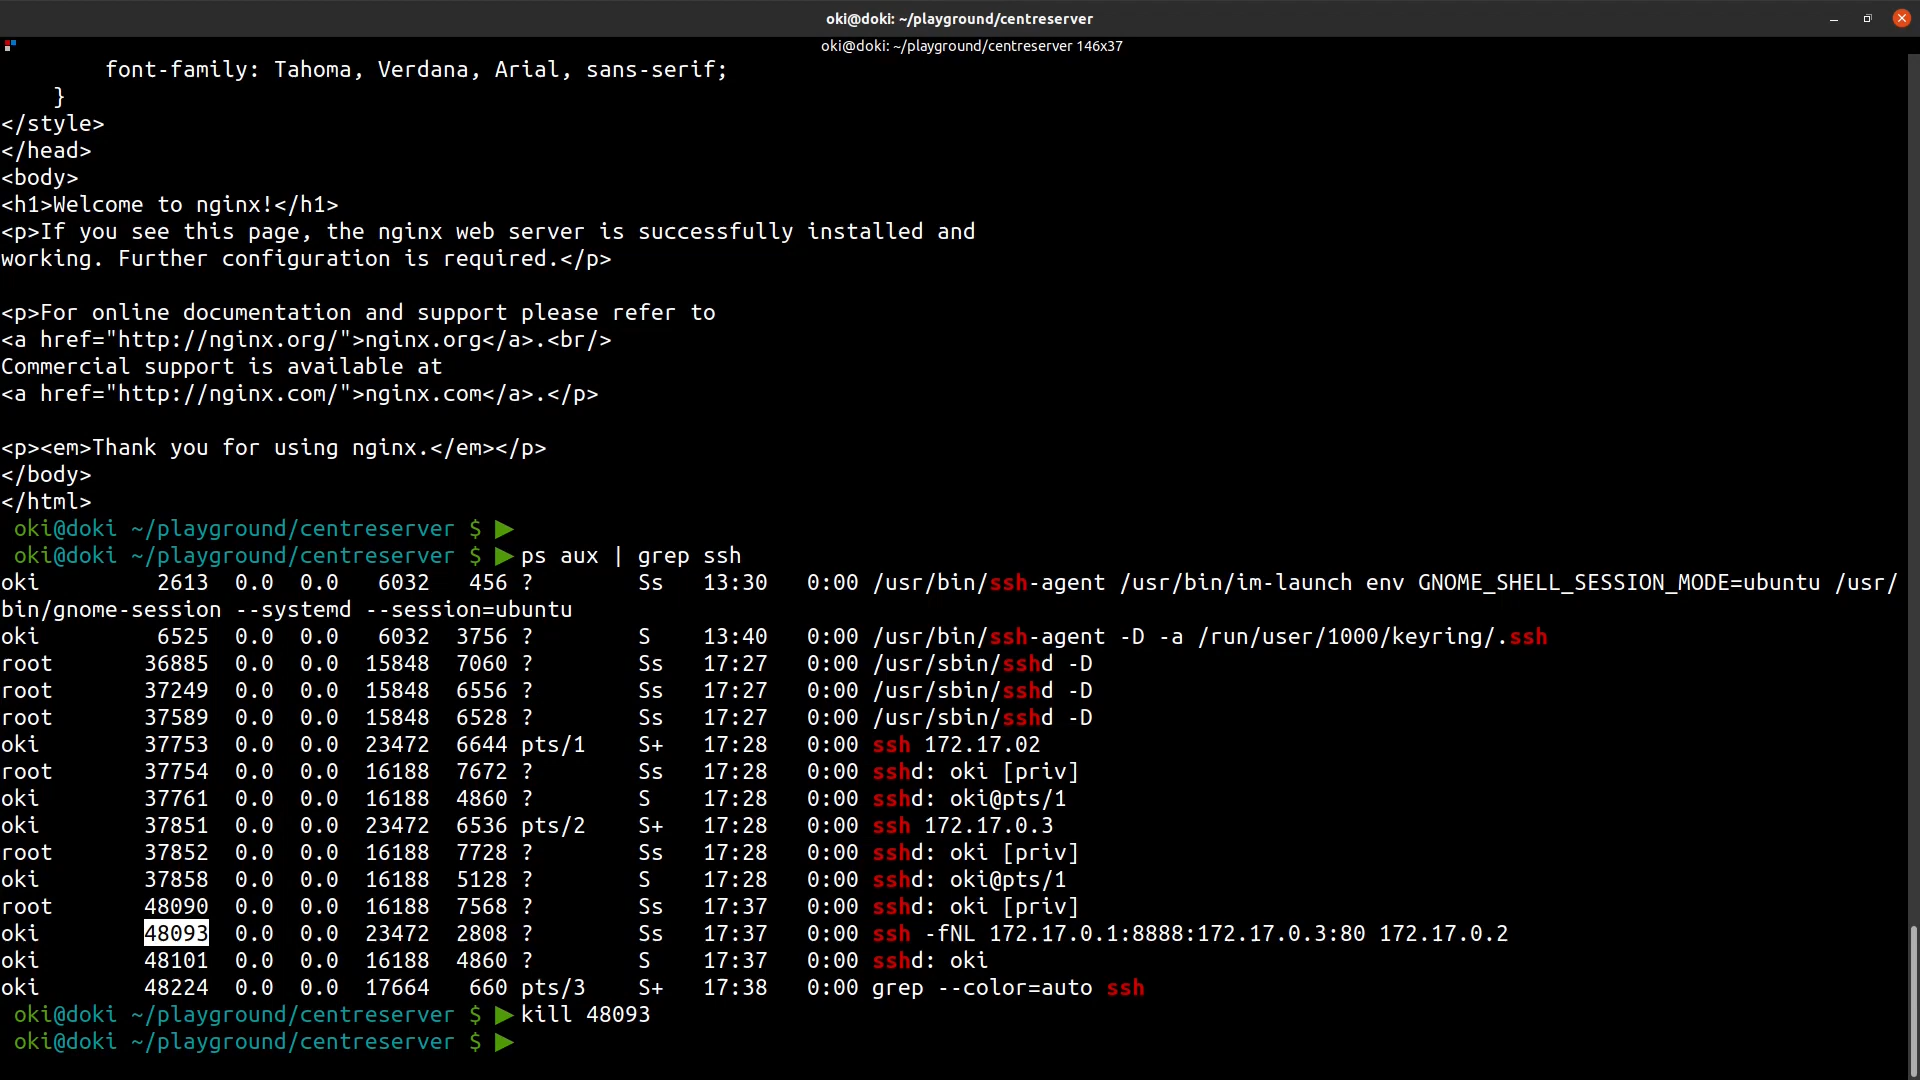 oki@doki: ~/playground/centreserver
oki@doki: ~/playground/centreserver 146x37
        font-family: Tahoma, Verdana, Arial, sans-serif;
    }
</style>
</head>
<body>
<h1>Welcome to nginx!</h1>
<p>If you see this page, the nginx web server is successfully installed and
working. Further configuration is required.</p>
<p>For online documentation and support please refer to
<a href="http://nginx.org/">nginx.org</a>.<br/>
Commercial support is available at
<a href="http://nginx.com/">nginx.com</a>.</p>
<p><em>Thank you for using nginx.</em></p>
</body>
</html>
oki@doki ~/playground/centreserver $ ▶
oki@doki ~/playground/centreserver $ ▶ps aux | grep ssh
oki         2613  0.0  0.0   6032   456 ?        Ss   13:30   0:00 /usr/bin/ssh-agent /usr/bin/im-launch env GNOME_SHELL_SESSION_MODE=ubuntu /usr/
bin/gnome-session --systemd --session=ubuntu
oki         6525  0.0  0.0   6032  3756 ?        S    13:40   0:00 /usr/bin/ssh-agent -D -a /run/user/1000/keyring/.ssh
root       36885  0.0  0.0  15848  7060 ?        Ss   17:27   0:00 /usr/sbin/sshd -D
root       37249  0.0  0.0  15848  6556 ?        Ss   17:27   0:00 /usr/sbin/sshd -D
root       37589  0.0  0.0  15848  6528 ?        Ss   17:27   0:00 /usr/sbin/sshd -D
oki        37753  0.0  0.0  23472  6644 pts/1    S+   17:28   0:00 ssh 172.17.02
root       37754  0.0  0.0  16188  7672 ?        Ss   17:28   0:00 sshd: oki [priv]
oki        37761  0.0  0.0  16188  4860 ?        S    17:28   0:00 sshd: oki@pts/1
oki        37851  0.0  0.0  23472  6536 pts/2    S+   17:28   0:00 ssh 172.17.0.3
root       37852  0.0  0.0  16188  7728 ?        Ss   17:28   0:00 sshd: oki [priv]
oki        37858  0.0  0.0  16188  5128 ?        S    17:28   0:00 sshd: oki@pts/1
root       48090  0.0  0.0  16188  7568 ?        Ss   17:37   0:00 sshd: oki [priv]
oki        48093  0.0  0.0  23472  2808 ?        Ss   17:37   0:00 ssh -fNL 172.17.0.1:8888:172.17.0.3:80 172.17.0.2
oki        48101  0.0  0.0  16188  4860 ?        S    17:37   0:00 sshd: oki
oki        48224  0.0  0.0  17664   660 pts/3    S+   17:38   0:00 grep --color=auto ssh
oki@doki ~/playground/centreserver $ ▶kill 48093
oki@doki ~/playground/centreserver $ ▶